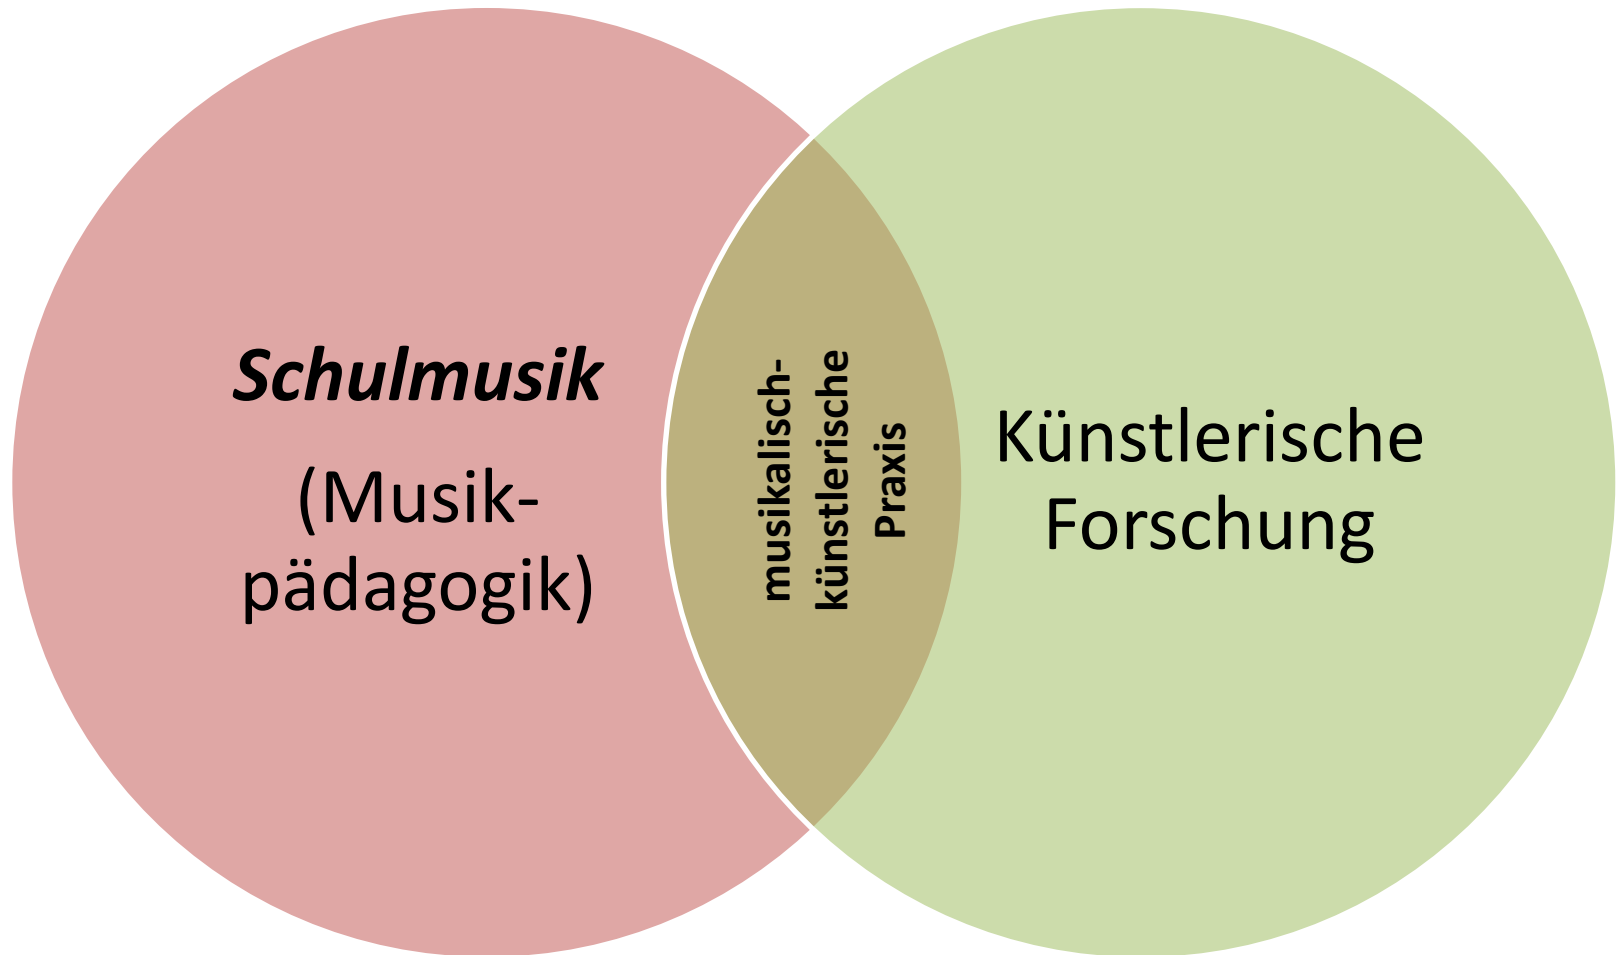 Schulmusik
(Musik-
pädagogik)
musikalisch-
künstlerische
Praxis
Künstlerische
Forschung